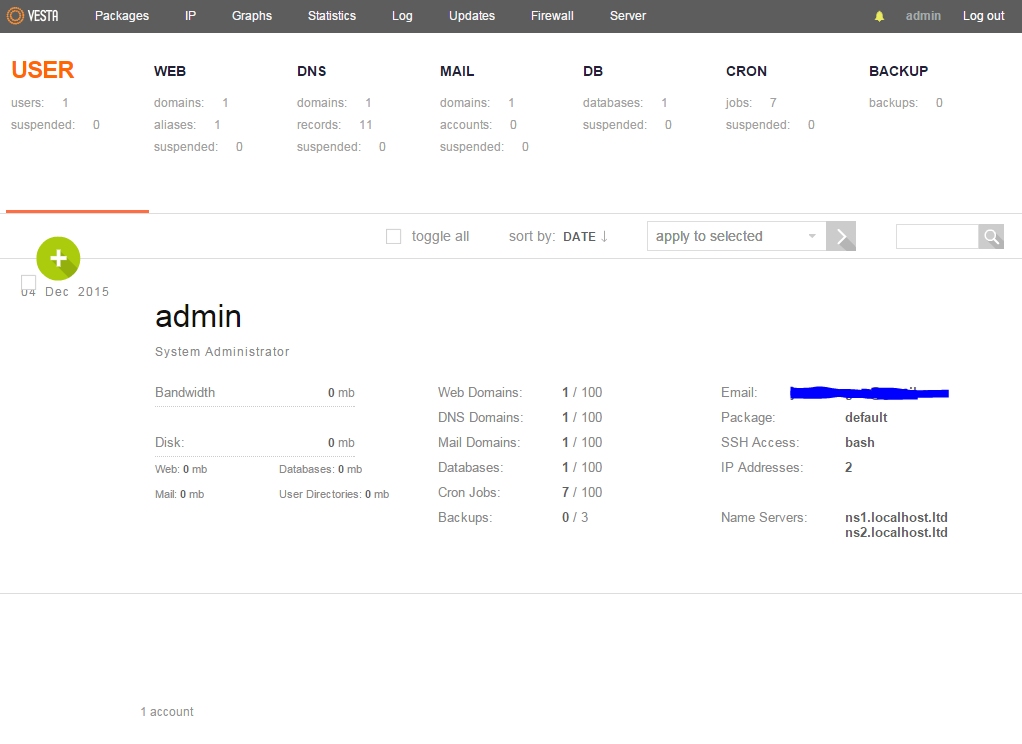 VESTA Packages IP Graphs Statistics Log Updates Firewall Server admin Log out
USER WEB DNS MAIL DB CRON BACKUP
users: 1 domains: 1 domains: 1 domains: 1 databases: 1 jobs: 7 backups: 0
suspended: 0 aliases: 1 records: 11 accounts: 0 suspended: 0 suspended: 0
suspended: 0 suspended: 0 suspended: 0
toggle all sort by: DATE ↓ apply to selected
04 Dec 2015
admin
System Administrator
Bandwidth 0 mb Web Domains: 1 / 100 Email:
DNS Domains: 1 / 100 Package: default
Disk: 0 mb Mail Domains: 1 / 100 SSH Access: bash
Web: 0 mb Databases: 0 mb Databases: 1 / 100 IP Addresses: 2
Mail: 0 mb User Directories: 0 mb Cron Jobs: 7 / 100
Backups: 0 / 3 Name Servers: ns1.localhost.ltd
ns2.localhost.ltd
1 account